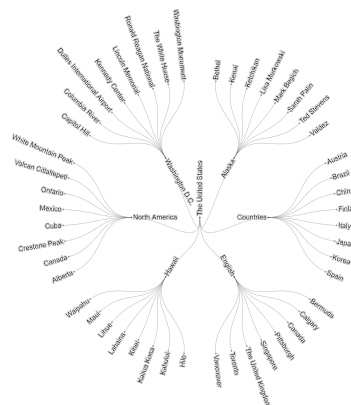 The United States
Washington D.C.
Washington Monument
The White House
Ronald Reagan National
Lincoln Memorial
Kennedy Center
Dulles International Airport
Columbia River
Capitol Hill
North America
White Mountain Peak
Volcan Citlaltepetl
Ontario
Mexico
Cuba
Crestone Peak
Canada
Alberta
Hawaii
Waipahu
Maui
Lihue
Lahaina
Kihei
Kailua Kona
Kahului
Hilo
English
Vancouver
Toronto
The United Kingdom
Singapore
Pittsburgh
Canada
Calgary
Bermuda
Countries
Spain
Korea
Japa
Italy
Finla
Chin
Brazil
Austria
Alaska
Valdez
Ted Stevens
Sarah Palin
Mark Begich
Lisa Murkowski
Ketchikan
Kenai
Bethel